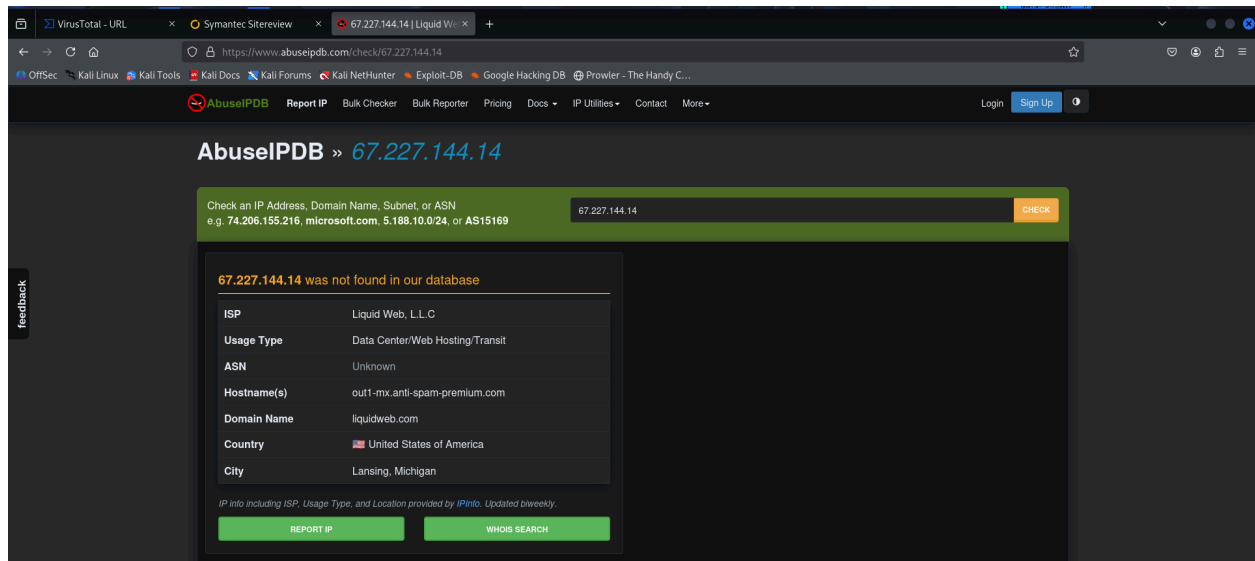 VirusTotal - URL
Symantec Sitereview
67.227.144.14 | Liquid We
https://www.abuseipdb.com/check/67.227.144.14
OffSec Kali Linux Kali Tools Kali Docs Kali Forums Kali NetHunter Exploit-DB Google Hacking DB Prowler - The Handy C...
AbuseIPDB Report IP Bulk Checker Bulk Reporter Pricing Docs IP Utilities Contact More Login Sign Up
AbuseIPDB » 67.227.144.14
Check an IP Address, Domain Name, Subnet, or ASN
e.g. 74.206.155.216, microsoft.com, 5.188.10.0/24, or AS15169
67.227.144.14
CHECK
feedback
67.227.144.14 was not found in our database
ISP Liquid Web, L.L.C
Usage Type Data Center/Web Hosting/Transit
ASN Unknown
Hostname(s) out1-mx.anti-spam-premium.com
Domain Name liquidweb.com
Country United States of America
City Lansing, Michigan
IP info including ISP, Usage Type, and Location provided by IPInfo. Updated biweekly.
REPORT IP WHOIS SEARCH